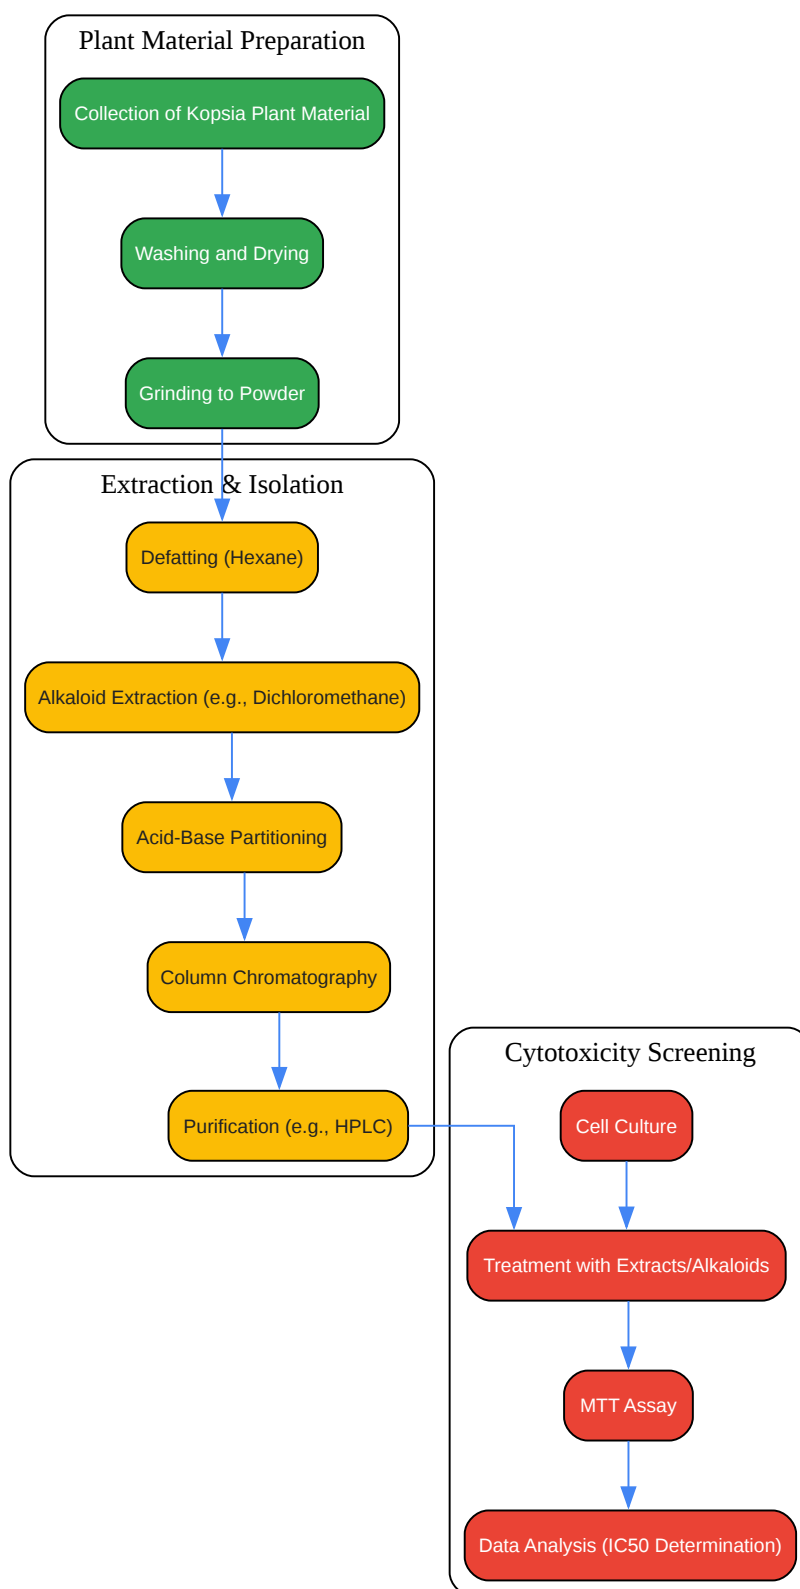 Plant Material Preparation
Collection of Kopsia Plant Material
Washing and Drying
Grinding to Powder
Extraction & Isolation
Defatting (Hexane)
Alkaloid Extraction (e.g., Dichloromethane)
Acid-Base Partitioning
Column Chromatography
Purification (e.g., HPLC)
Cytotoxicity Screening
Cell Culture
Treatment with Extracts/Alkaloids
MTT Assay
Data Analysis (IC50 Determination)